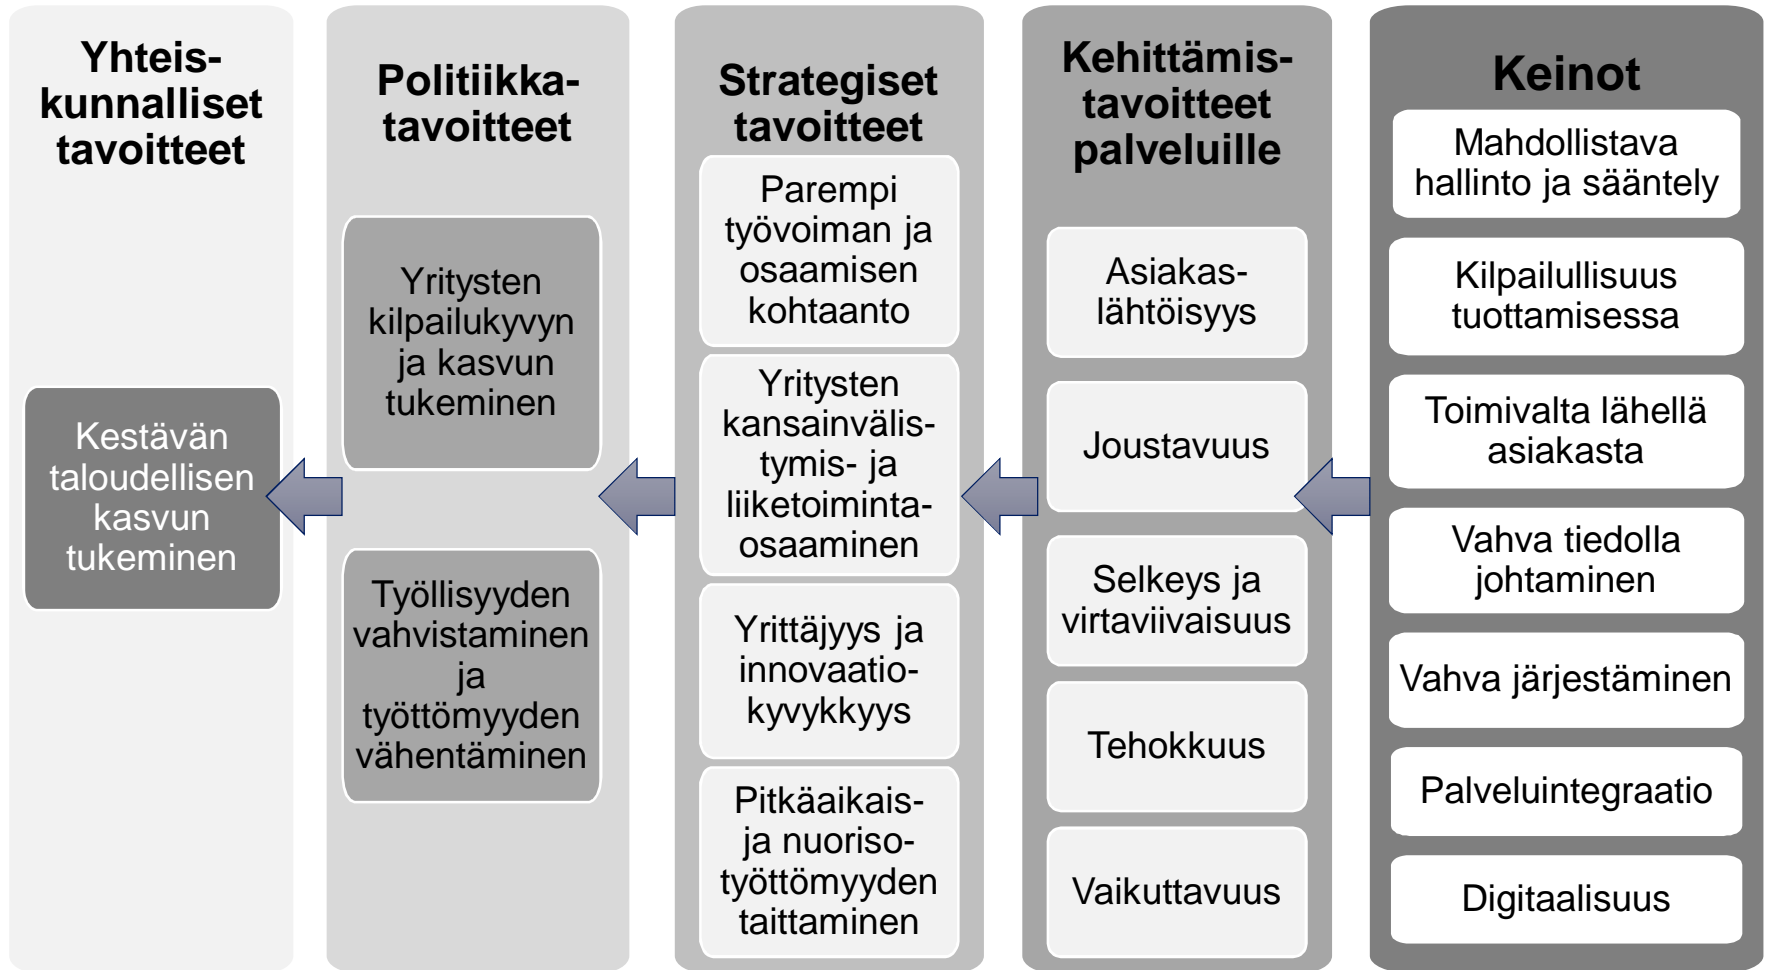 Yhteis-
kunnalliset
tavoitteet
Kestävän
taloudellisen
kasvun
tukeminen
Politiikka-
tavoitteet
Yritysten
kilpailukyvyn
ja kasvun
tukeminen
Työllisyyden
vahvistaminen
ja
työttömyyden
vähentäminen
Strategiset
tavoitteet
Parempi
työvoiman ja
osaamisen
kohtaanto
Yritysten
kansainvälis-
tymis- ja
liiketoiminta-
osaaminen
Yrittäjyys ja
innovaatio-
kyvykkyys
Pitkäaikais-
ja nuoriso-
työttömyyden
taittaminen
Kehittämis-
tavoitteet
palveluille
Asiakas-
lähtöisyys
Joustavuus
Selkeys ja
virtaviivaisuus
Tehokkuus
Vaikuttavuus
Keinot
Mahdollistava
hallinto ja sääntely
Kilpailullisuus
tuottamisessa
Toimivalta lähellä
asiakasta
Vahva tiedolla
johtaminen
Vahva järjestäminen
Palveluintegraatio
Digitaalisuus